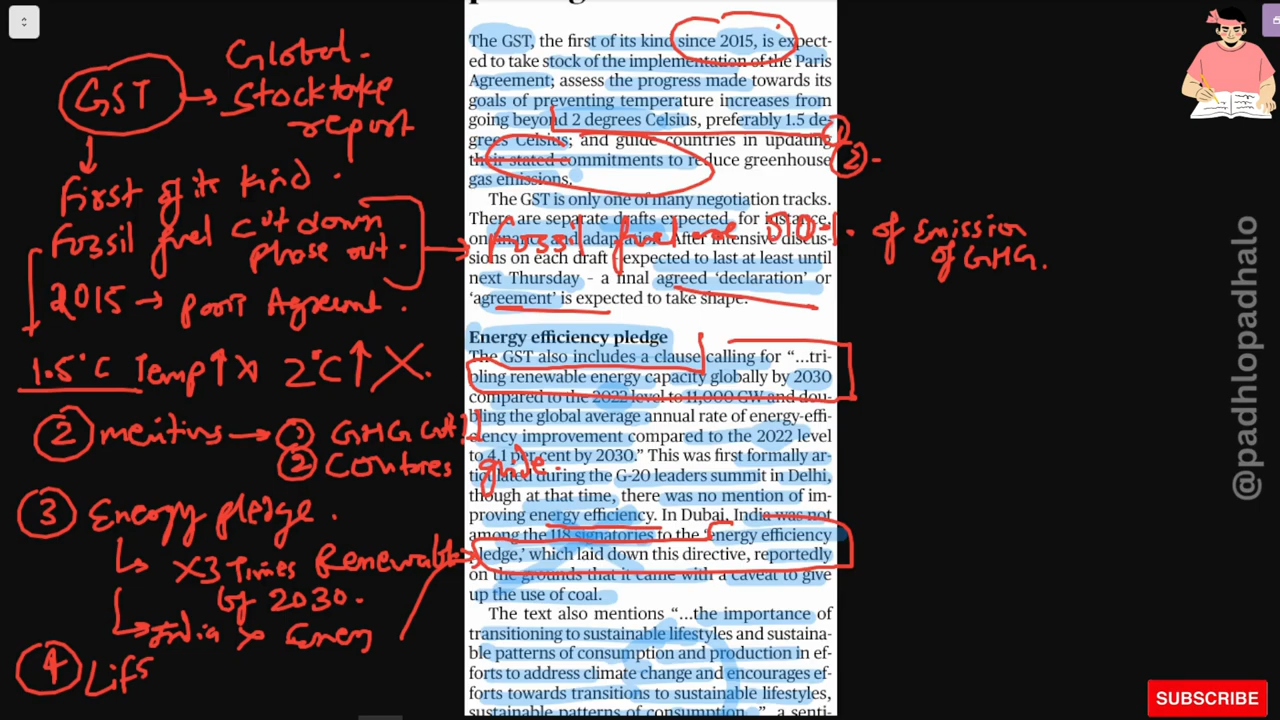 GST → Global
Stocktake
report
First of its kind.
Fossil fuel cut down
phase out.
2015 → paris Agreement.
1.5°C Temp↑ X 2°C↑ X.
② mentions → ① GHG cut
② Countries
guide.
③ Energy pledge.
X3 Times Renewable
by 2030.
India X Energy
④ Lifs
The GST, the first of its kind since 2015, is expect-
ed to take stock of the implementation of the Paris
Agreement; assess the progress made towards its
goals of preventing temperature increases from
going beyond 2 degrees Celsius, preferably 1.5 de-
grees Celsius; and guide countries in updating
their stated commitments to reduce greenhouse
gas emissions.
①
②-
The GST is only one of many negotiation tracks.
There are separate drafts expected, for instance,
on finance and adaptation. After intensive discus-
sions on each draft - expected to last at least until
next Thursday – a final agreed ‘declaration’ or
‘agreement’ is expected to take shape.
Fossil fuel are 80%. of Emission
of GHG.
Energy efficiency pledge
The GST also includes a clause calling for “...tri-
pling renewable energy capacity globally by 2030
compared to the 2022 level to 11,000 GW and dou-
bling the global average annual rate of energy-effi-
ciency improvement compared to the 2022 level
to 4.1 per cent by 2030.” This was first formally ar-
ticulated during the G-20 leaders summit in Delhi,
though at that time, there was no mention of im-
proving energy efficiency. In Dubai, India was not
among the 118 signatories to the ‘energy efficiency
pledge,’ which laid down this directive, reportedly
on the grounds that it came with a caveat to give
up the use of coal.
The text also mentions “...the importance of
transitioning to sustainable lifestyles and sustaina-
ble patterns of consumption and production in ef-
forts to address climate change and encourages ef-
forts towards transitions to sustainable lifestyles,
sustainable patterns of consumption...”, a senti-
@padhlopadhalo
SUBSCRIBE